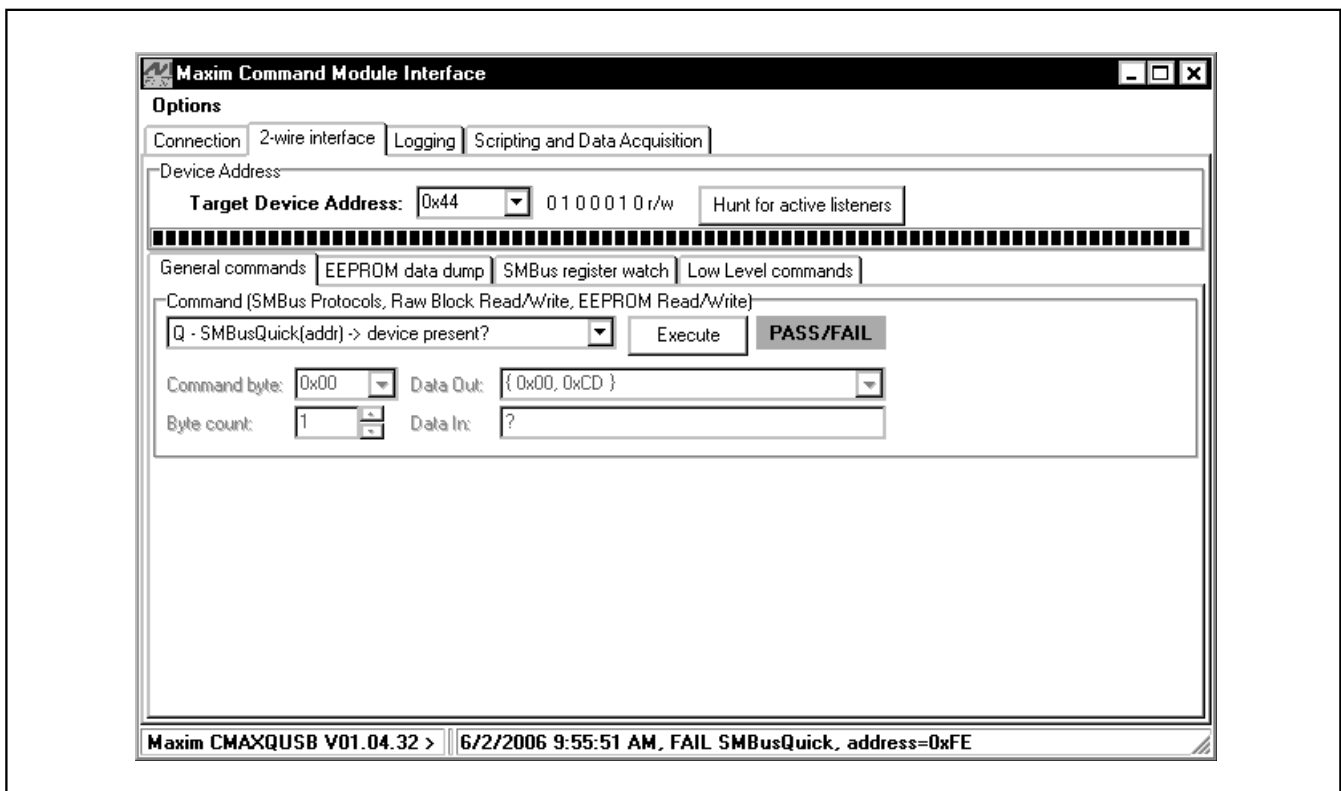 Maxim Command Module Interface
Options
Connection 2-wire interface Logging Scripting and Data Acquisition
Device Address
Target Device Address: 0x44 0 1 0 0 0 1 0 r/w Hunt for active listeners
General commands EEPROM data dump SMBus register watch Low Level commands
Command (SMBus Protocols, Raw Block Read/Write, EEPROM Read/Write)
Q - SMBusQuick(addr) -> device present? Execute PASS/FAIL
Command byte: 0x00 Data Out: { 0x00, 0xCD }
Byte count: 1 Data In: ?
Maxim CMAXQUSB V01.04.32 > 6/2/2006 9:55:51 AM, FAIL SMBusQuick, address=0xFE